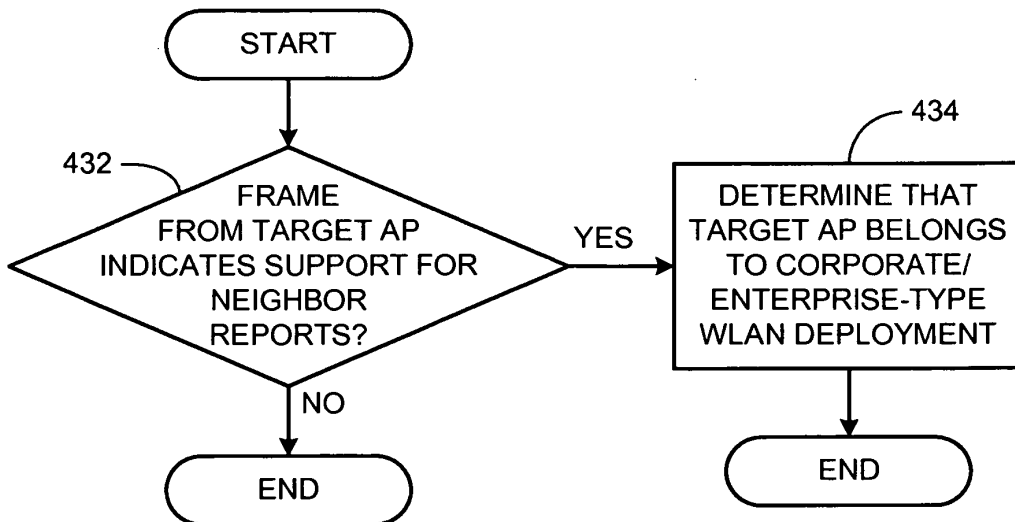 START
432
FRAME
FROM TARGET AP
INDICATES SUPPORT FOR
NEIGHBOR
REPORTS?
YES
434
DETERMINE THAT
TARGET AP BELONGS
TO CORPORATE/
ENTERPRISE-TYPE
WLAN DEPLOYMENT
NO
END
END